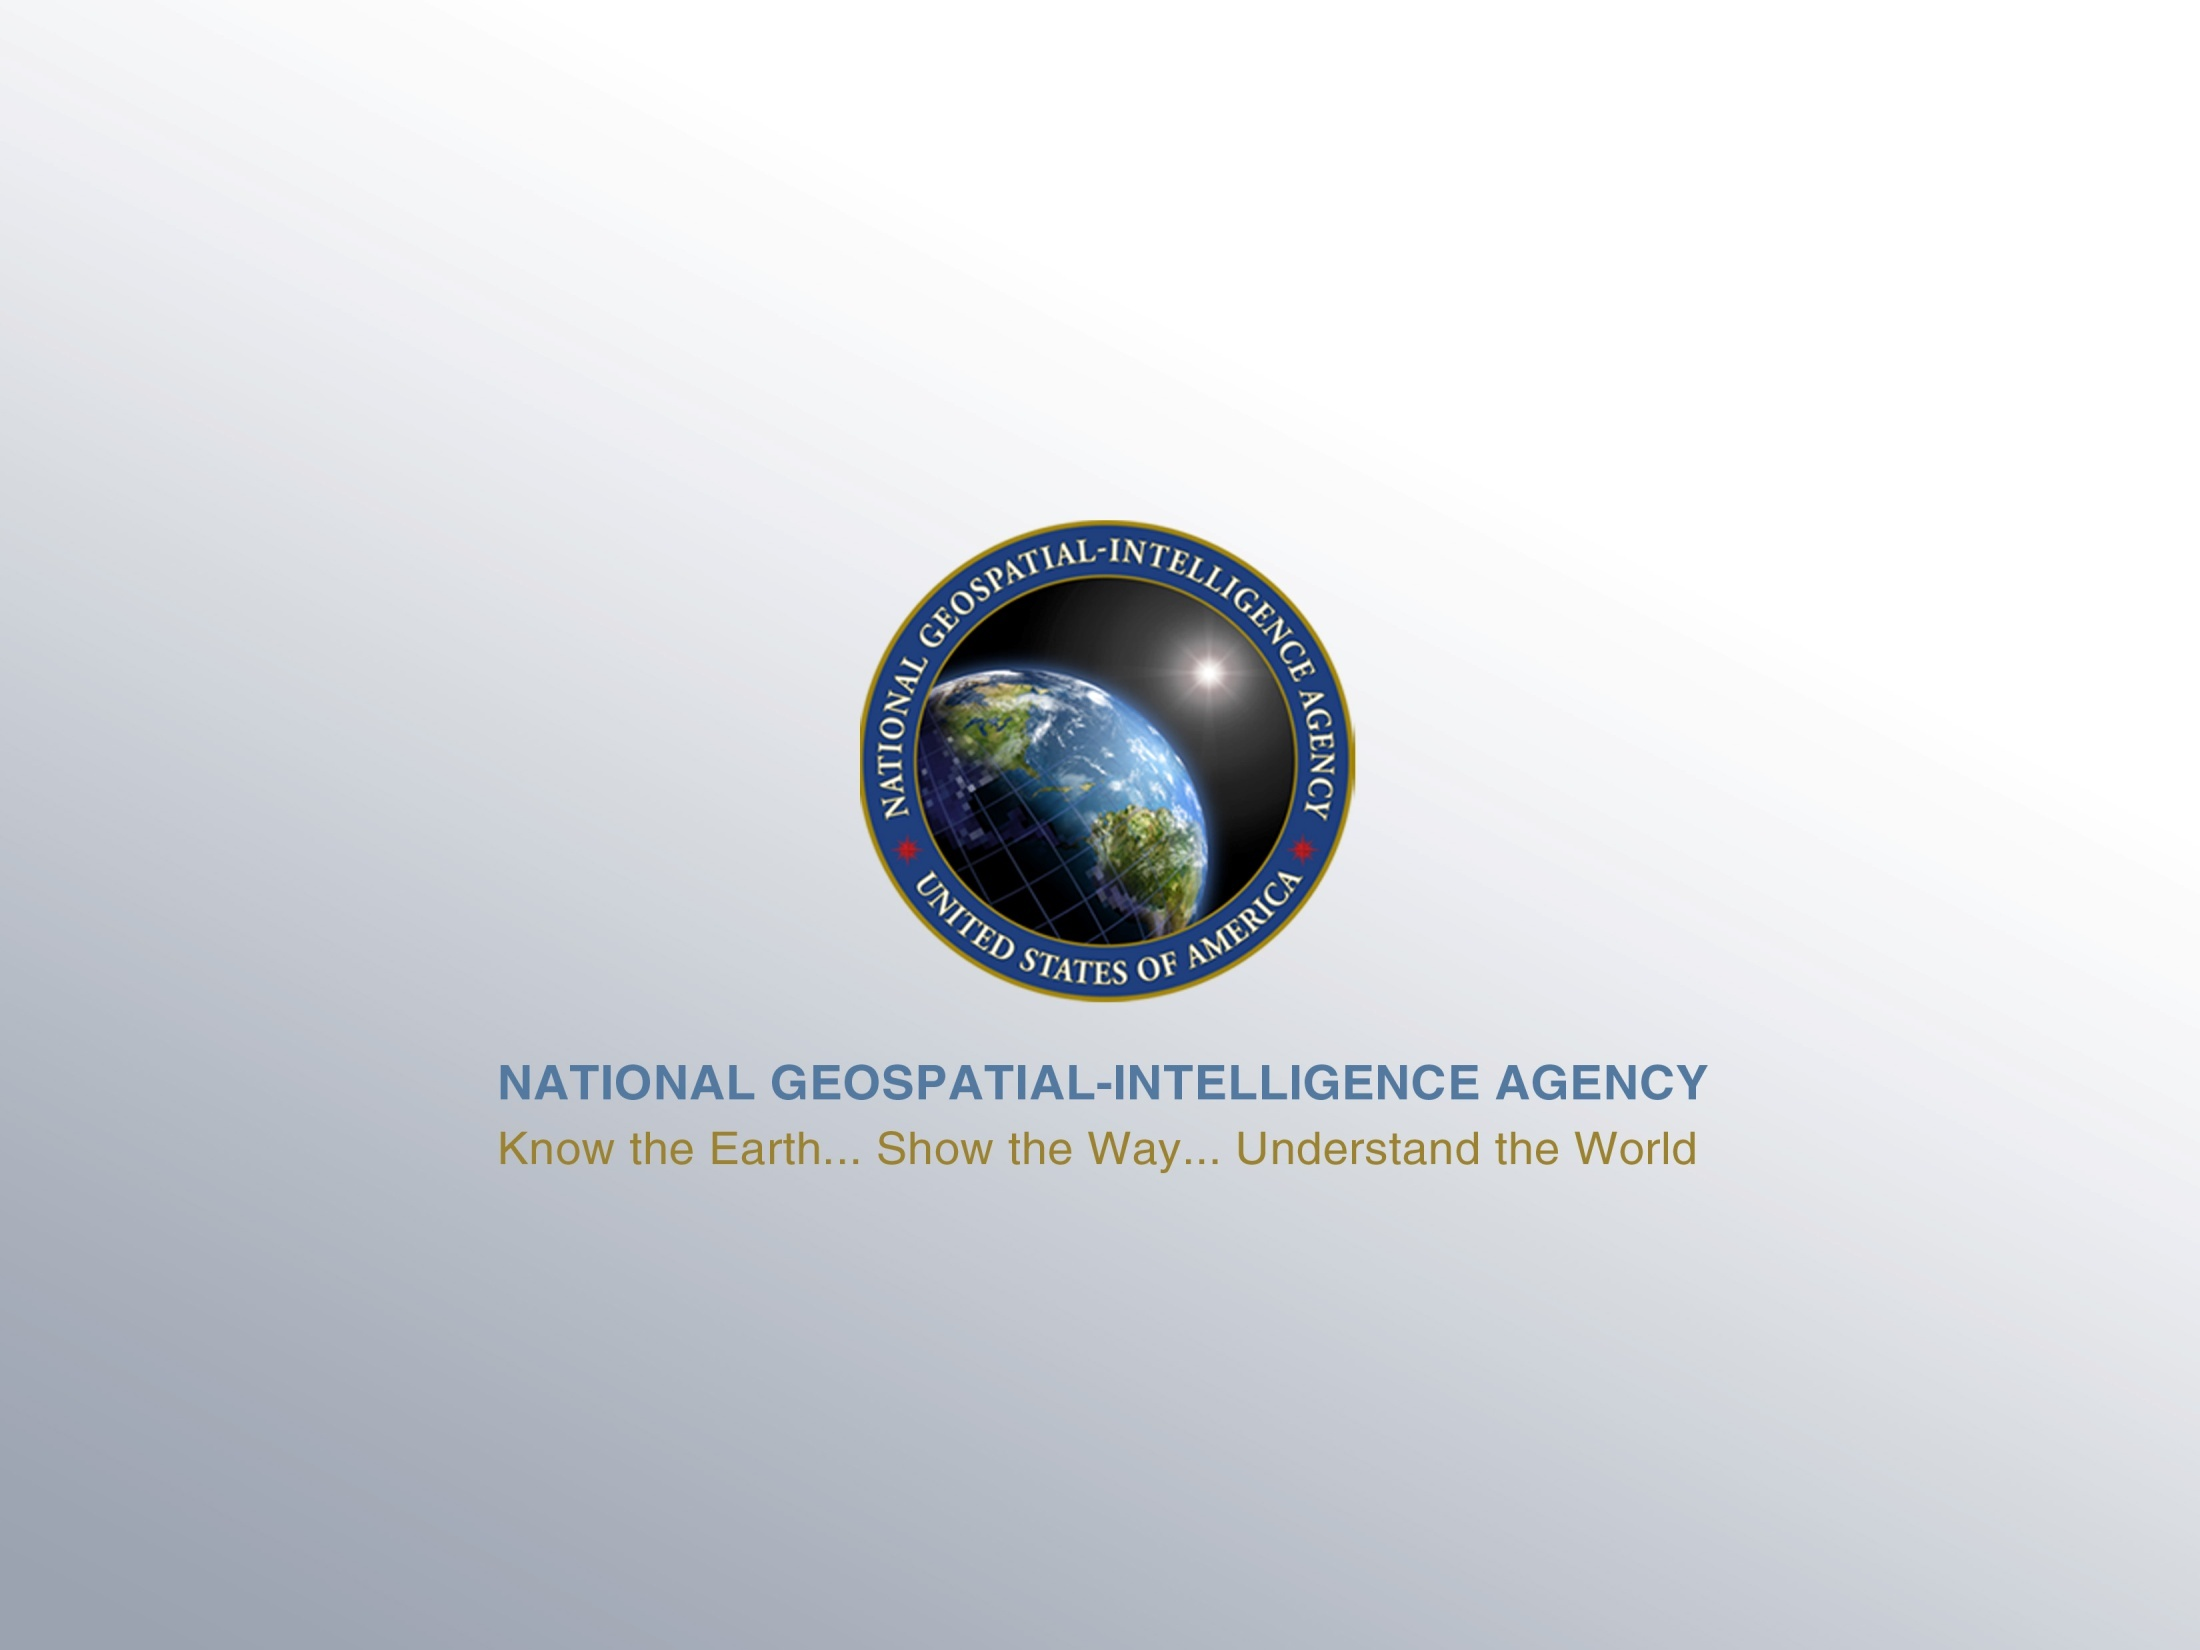 NATIONAL GEOSPATIAL-INTELLIGENCE AGENCY
UNITED STATES OF AMERICA
NATIONAL GEOSPATIAL-INTELLIGENCE AGENCY
Know the Earth... Show the Way... Understand the World